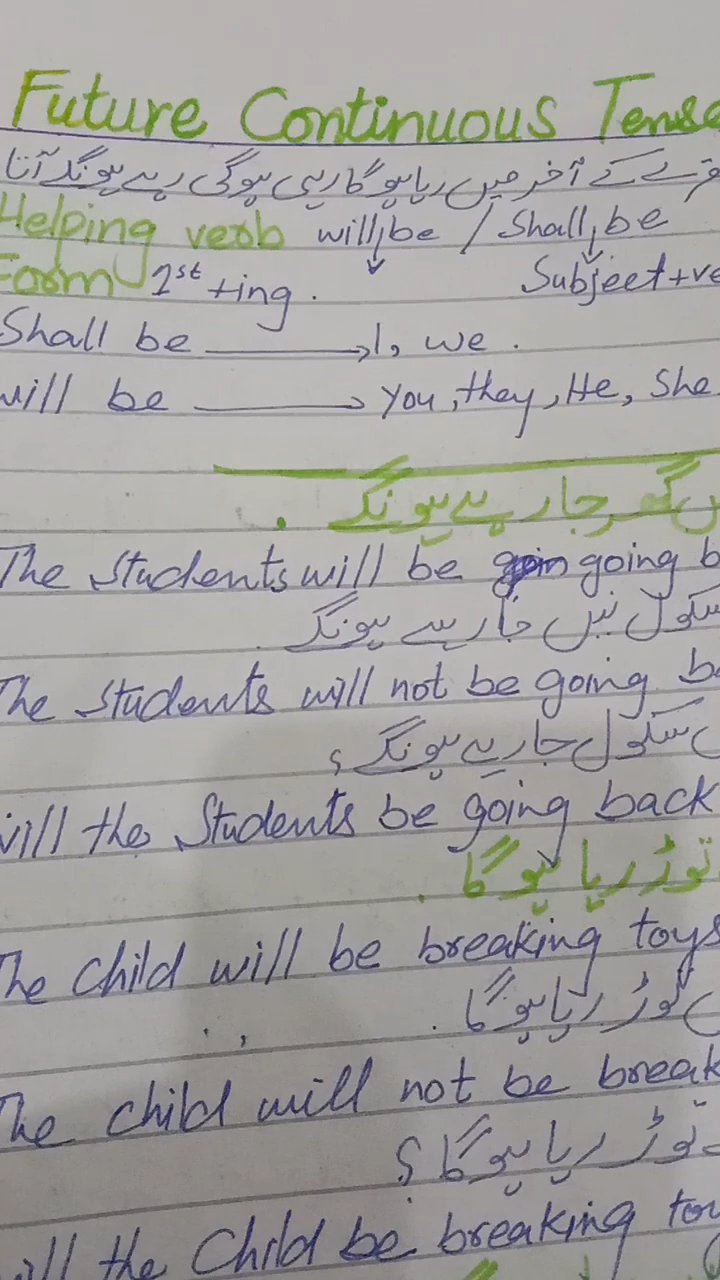 Future Continuous Tense
کے آخر میں رہا ہوگا رہی ہوگی رہے ہونگے آتا
Helping verb will be / Shall be
Form 1st +ing. Subject+ve
Shall be → I, we.
will be → You, they, He, She
گھر جا رہے ہونگے.
The Students will be going b
سکول نہیں جا رہے ہونگے
The Students will not be going b
سکول جا رہے ہونگے؟
will the Students be going back
توڑ رہا ہوگا.
The Child will be breaking toys
توڑ رہا ہوگا.
The child will not be break
توڑ رہا ہوگا؟
will the Child be breaking toy